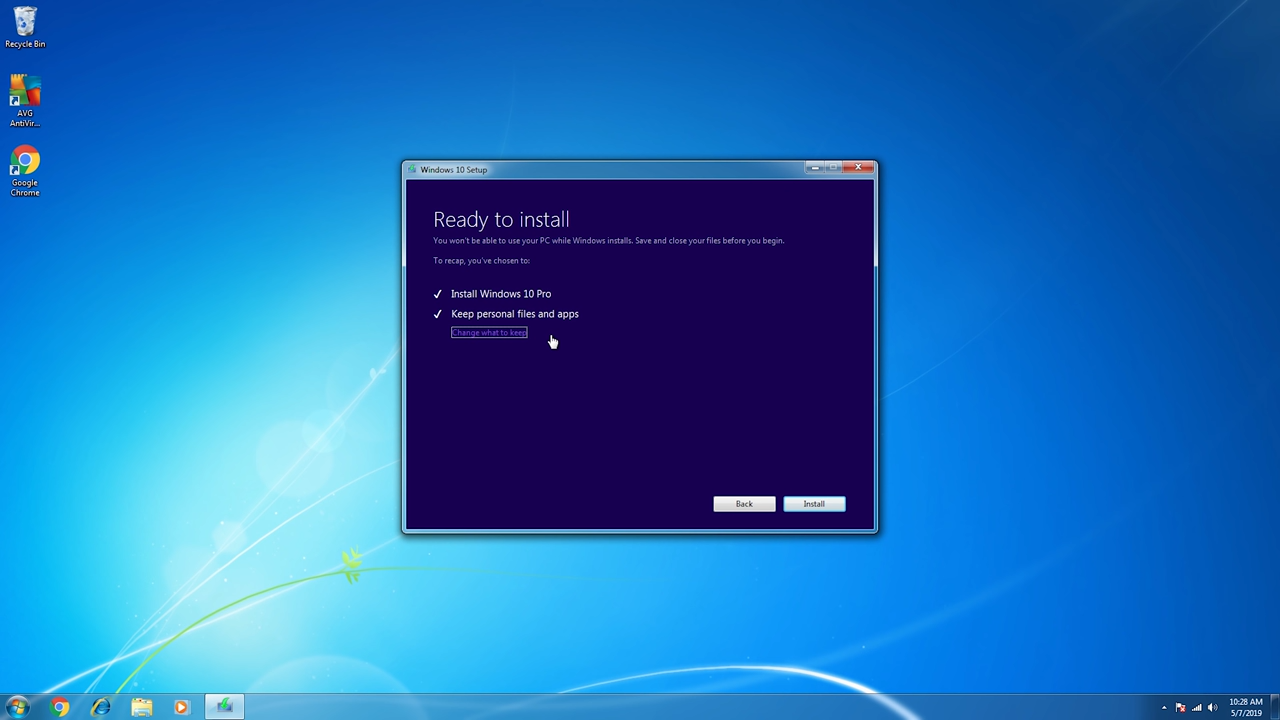 Recycle Bin
AVG
AntiVir...
Google
Chrome
Windows 10 Setup
Ready to install
You won't be able to use your PC while Windows installs. Save and close your files before you begin.
To recap, you've chosen to:
Install Windows 10 Pro
Keep personal files and apps
Change what to keep
Back
Install
10:28 AM
5/7/2019